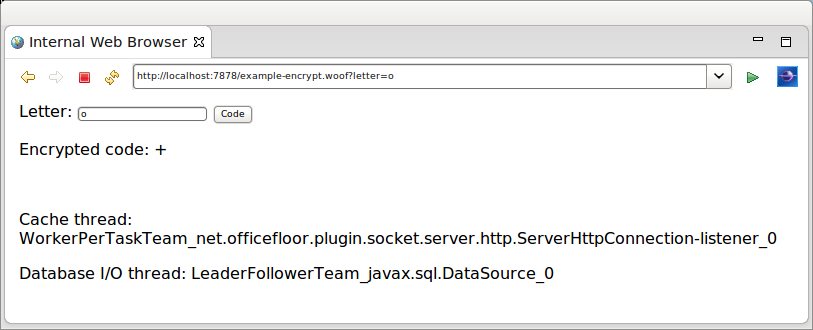 Internal Web Browser
http://localhost:7878/example-encrypt.woof?letter=o
Letter: o Code
Encrypted code: +
Cache thread:
WorkerPerTaskTeam_net.officefloor.plugin.socket.server.http.ServerHttpConnection-listener_0
Database I/O thread: LeaderFollowerTeam_javax.sql.DataSource_0